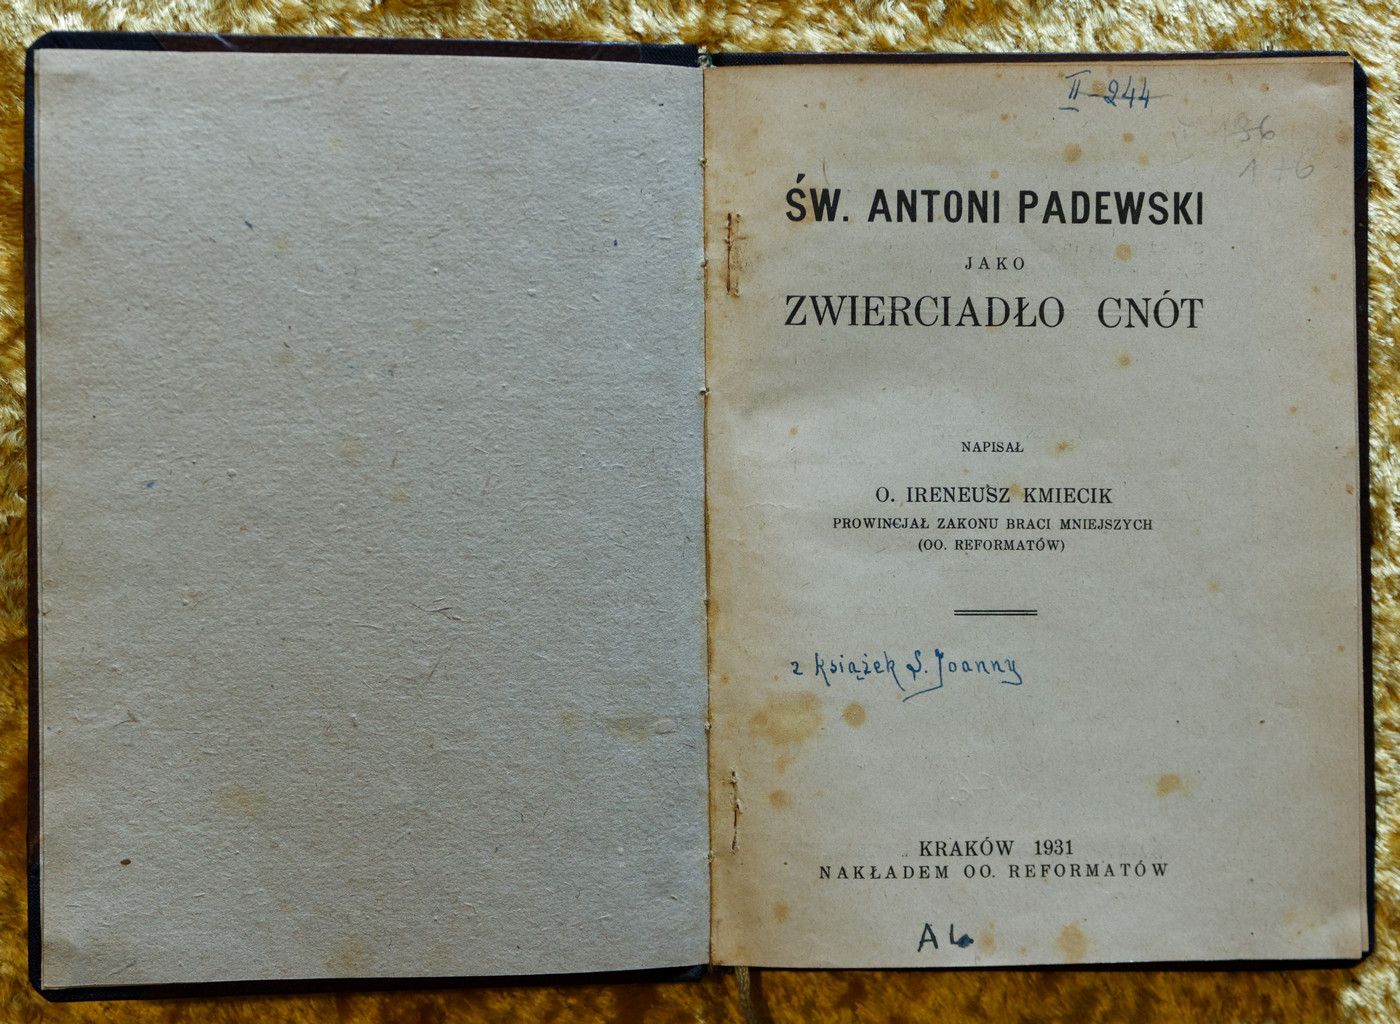 II-244
ŚW. ANTONI PADEWSKI
JAKO
ZWIERCIADŁO CNÓT
NAPISAŁ
O. IRENEUSZ KMIECIK
PROWINCJAŁ ZAKONU BRACI MNIEJSZYCH
(OO. REFORMATÓW)
z książek S. Joanny
KRAKÓW 1931
NAKŁADEM OO. REFORMATÓW